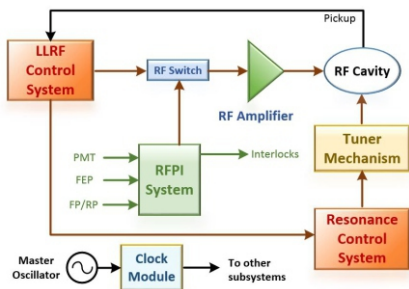 Pickup
LLRF
Control
System
RF Switch
RF Amplifier
RF Cavity
Tuner
Mechanism
PMT
FEP
FP/RP
RFPI
System
Interlocks
Resonance
Control
System
Master
Oscillator
Clock
Module
To other
subsystems